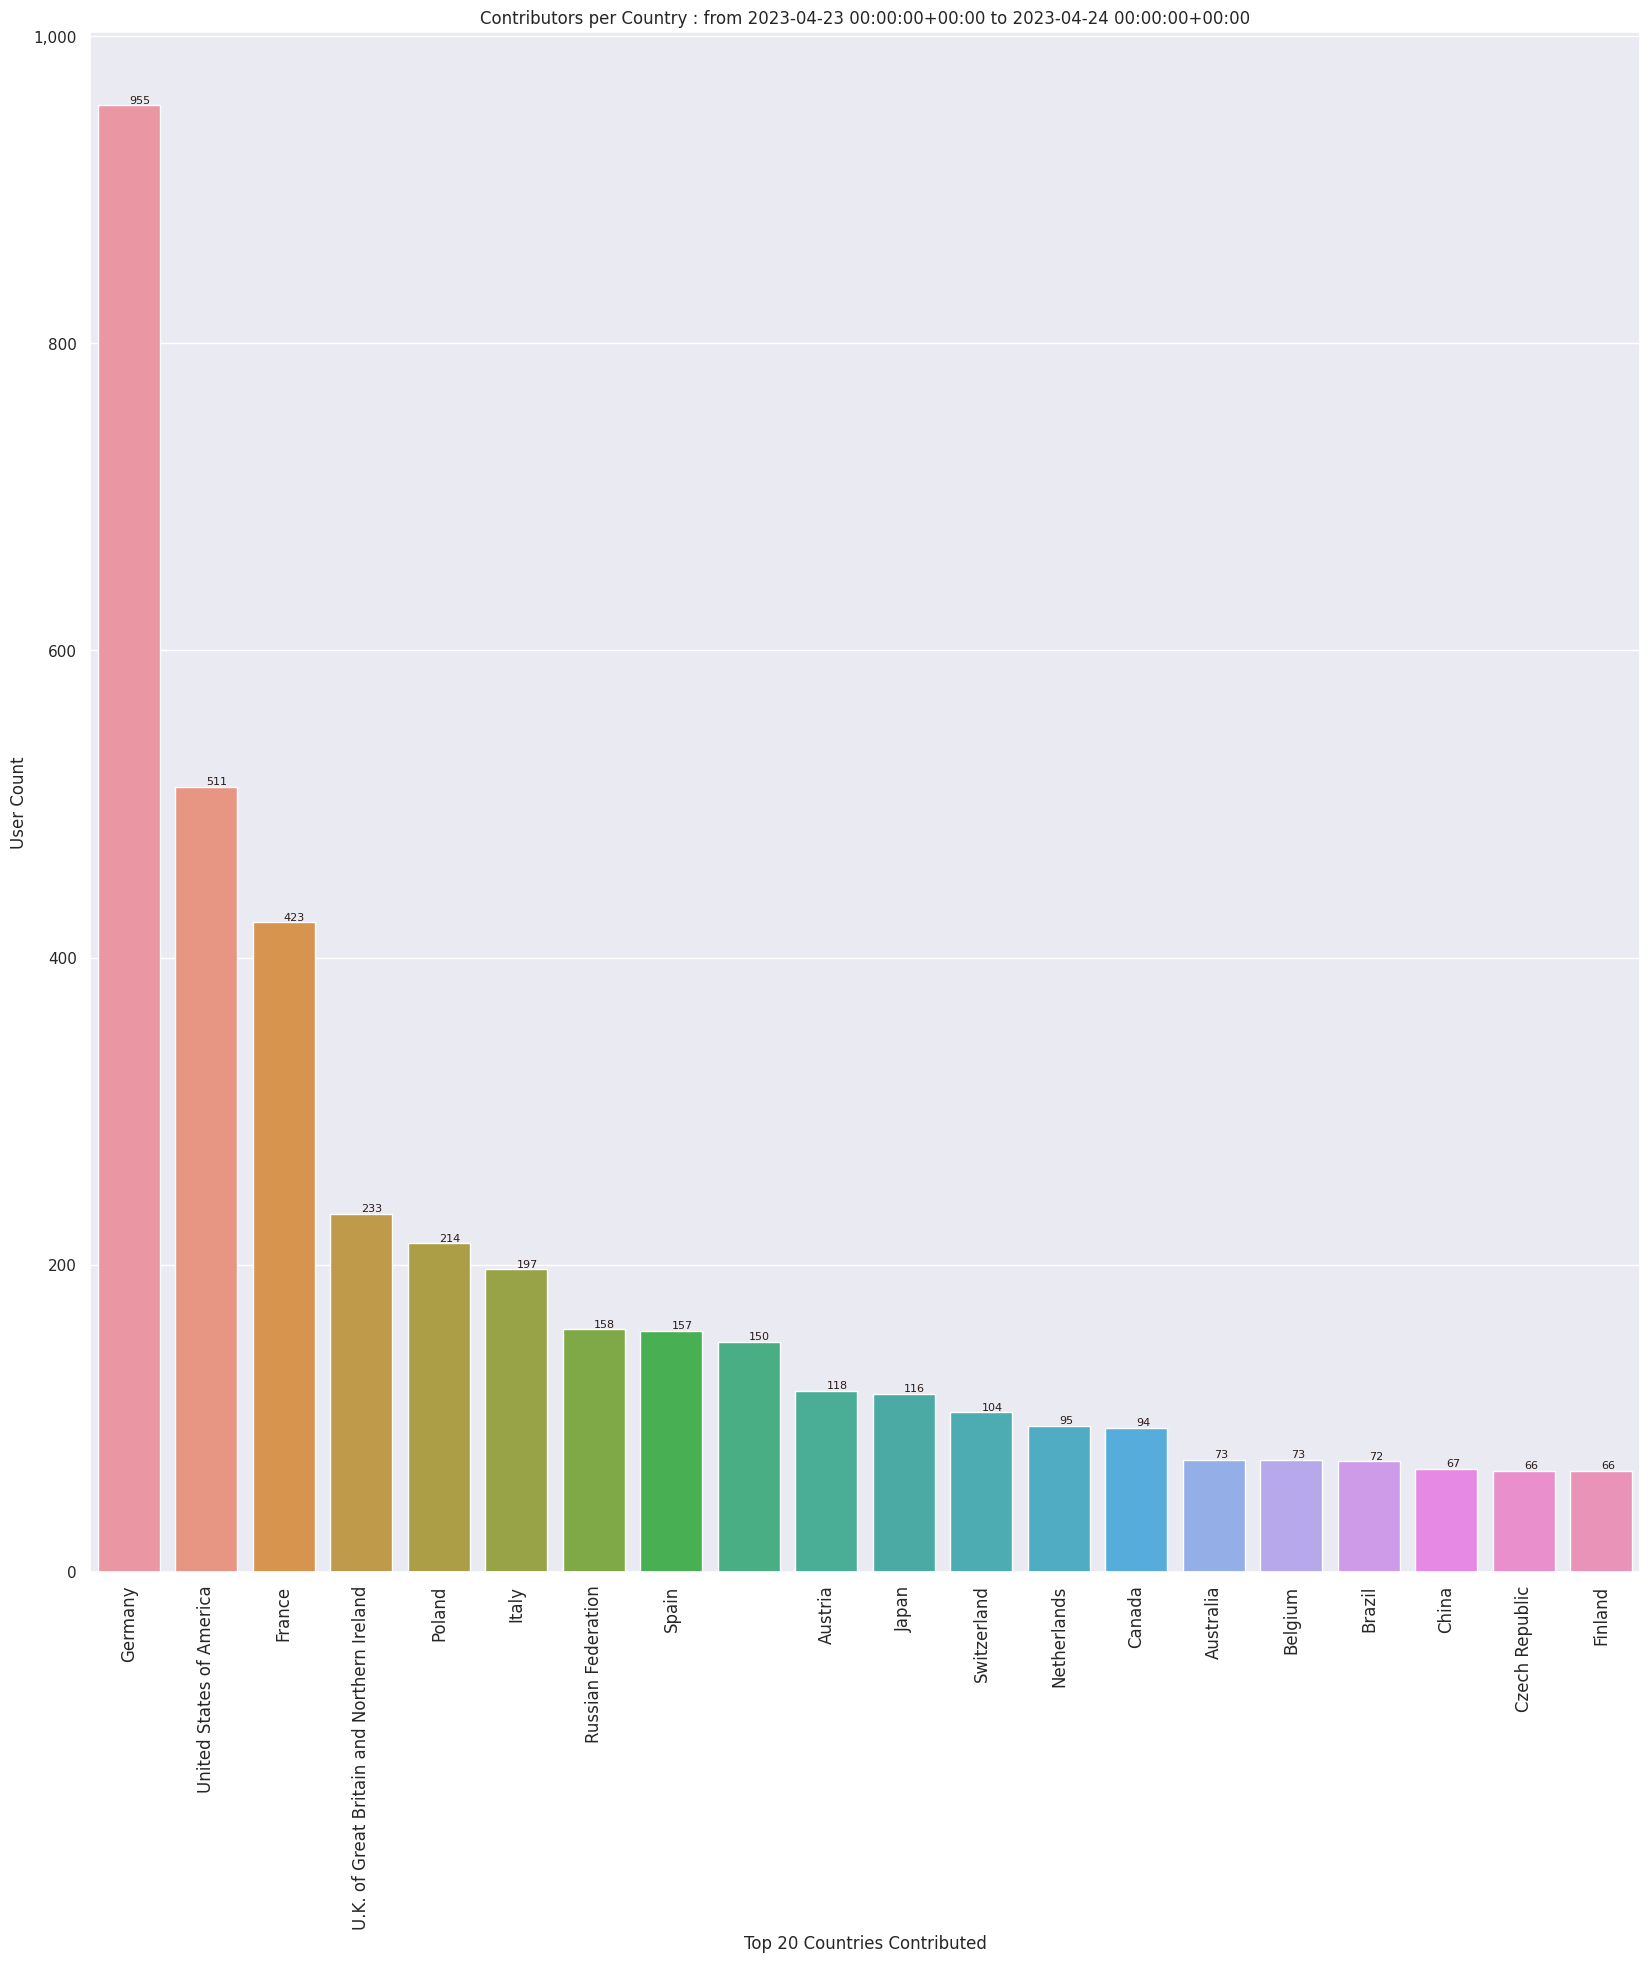 Contributors per Country : from 2023-04-23 00:00:00+00:00 to 2023-04-24 00:00:00+00:00
1,000
800
600
400
200
0
User Count
955
511
423
233
214
197
158
157
150
118
116
104
95
94
73
73
72
67
66
66
Germany
United States of America
France
U.K. of Great Britain and Northern Ireland
Poland
Italy
Russian Federation
Spain
Austria
Japan
Switzerland
Netherlands
Canada
Australia
Belgium
Brazil
China
Czech Republic
Finland
Top 20 Countries Contributed